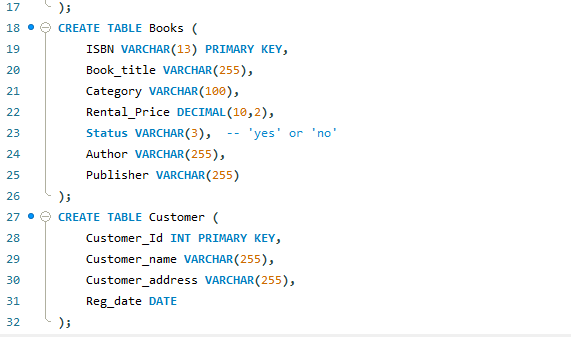 17 );
18 CREATE TABLE Books (
19 ISBN VARCHAR(13) PRIMARY KEY,
20 Book_title VARCHAR(255),
21 Category VARCHAR(100),
22 Rental_Price DECIMAL(10,2),
23 Status VARCHAR(3), -- 'yes' or 'no'
24 Author VARCHAR(255),
25 Publisher VARCHAR(255)
26 );
27 CREATE TABLE Customer (
28 Customer_Id INT PRIMARY KEY,
29 Customer_name VARCHAR(255),
30 Customer_address VARCHAR(255),
31 Reg_date DATE
32 );